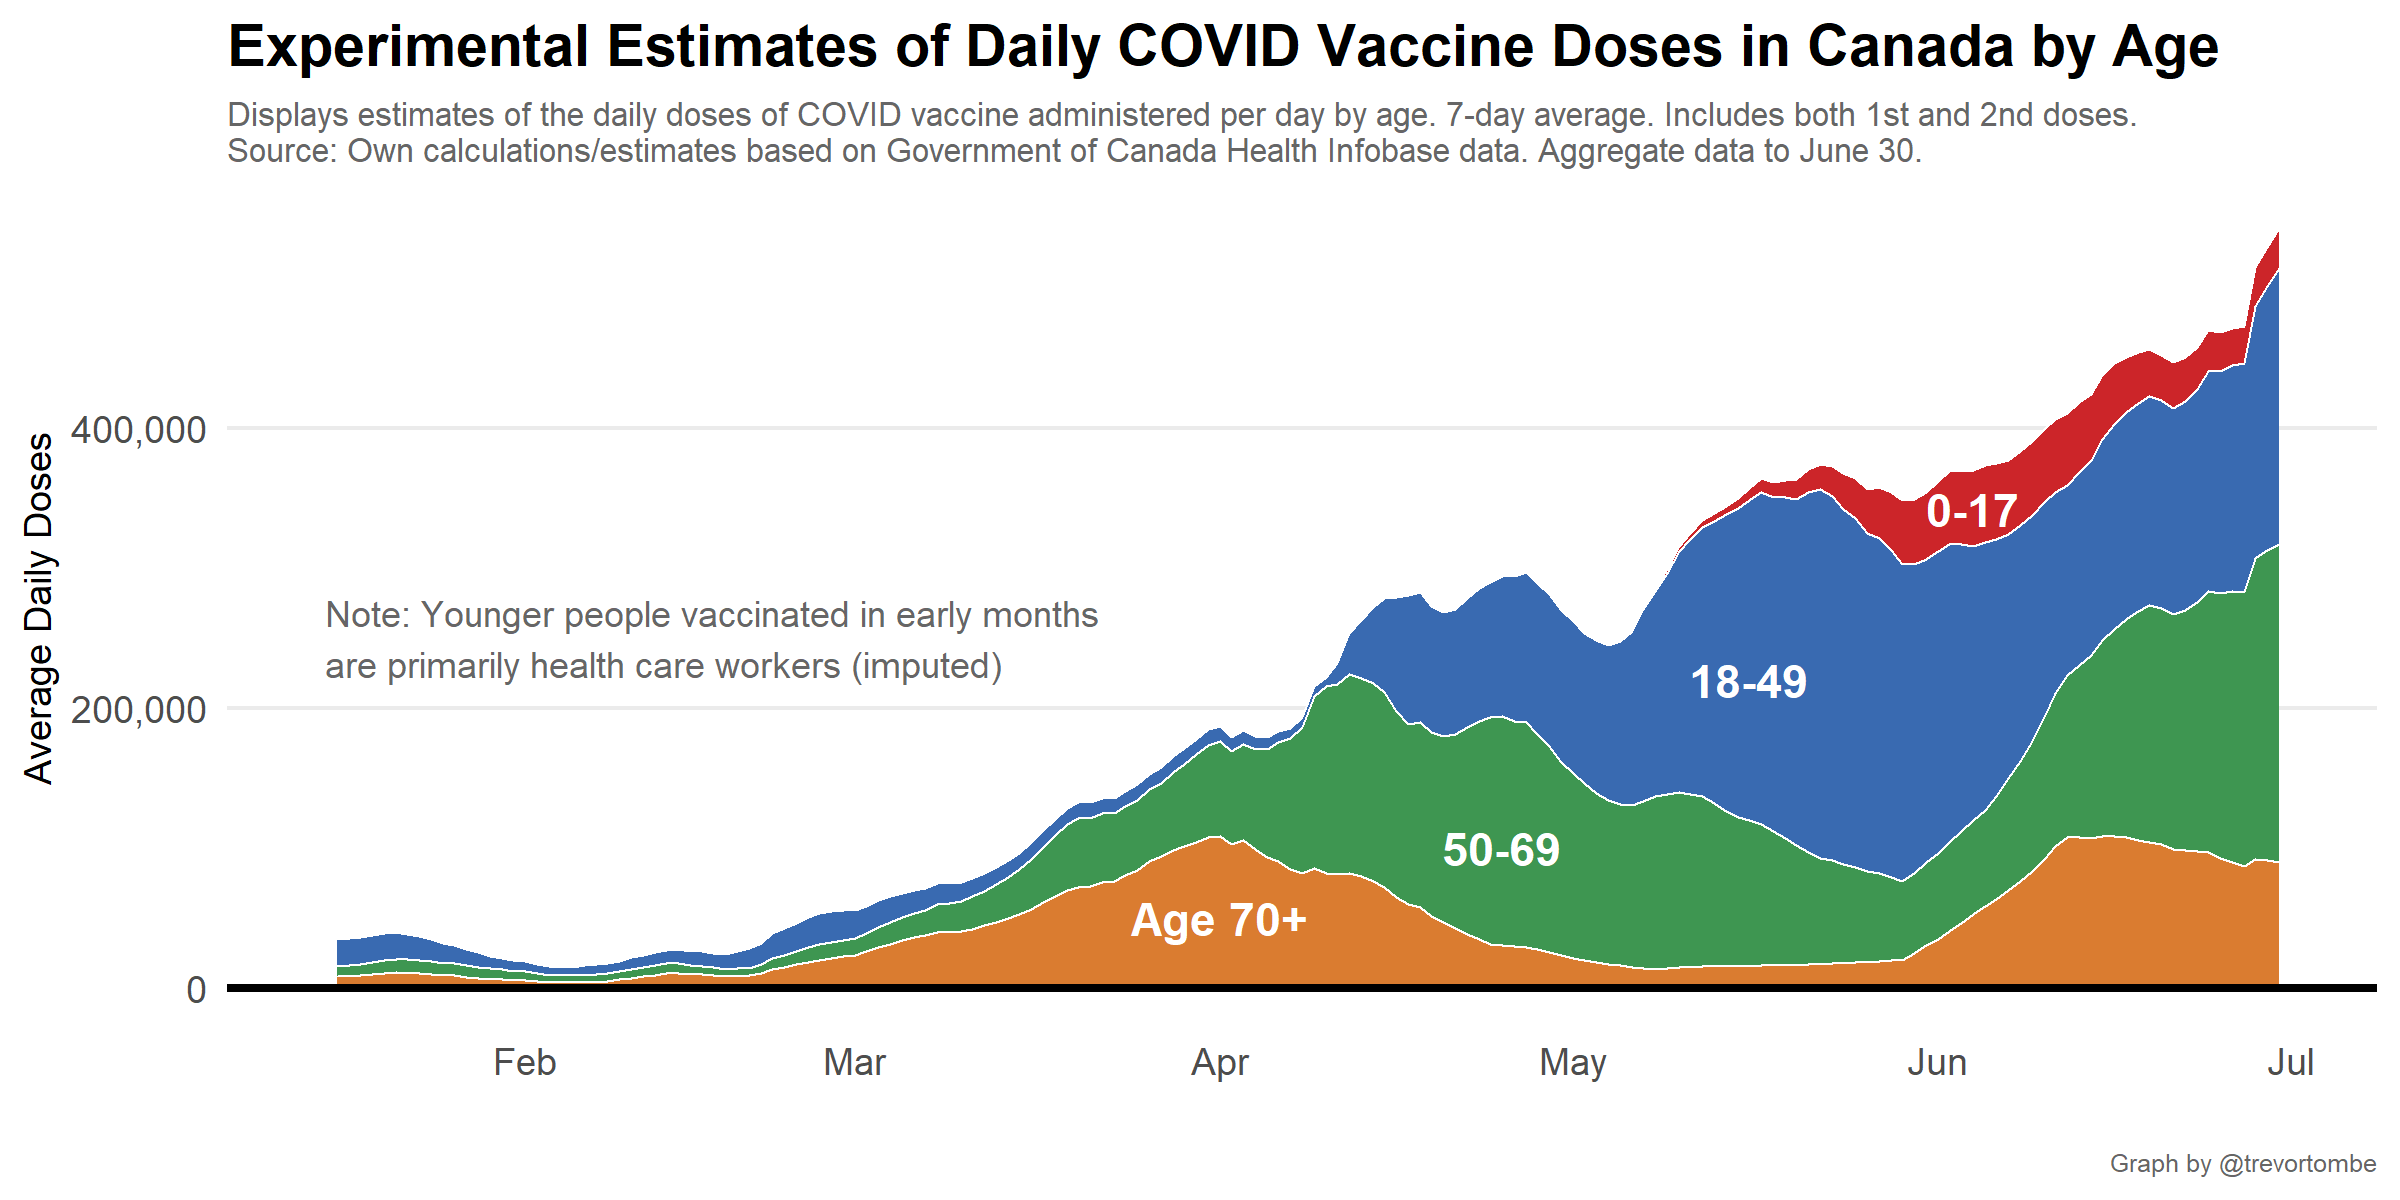 Experimental Estimates of Daily COVID Vaccine Doses in Canada by Age
Displays estimates of the daily doses of COVID vaccine administered per day by age. 7-day average. Includes both 1st and 2nd doses.
Source: Own calculations/estimates based on Government of Canada Health Infobase data. Aggregate data to June 30.
Average Daily Doses
400,000
200,000
0
Note: Younger people vaccinated in early months
are primarily health care workers (imputed)
0-17
18-49
50-69
Age 70+
Feb
Mar
Apr
May
Jun
Jul
Graph by @trevortombe